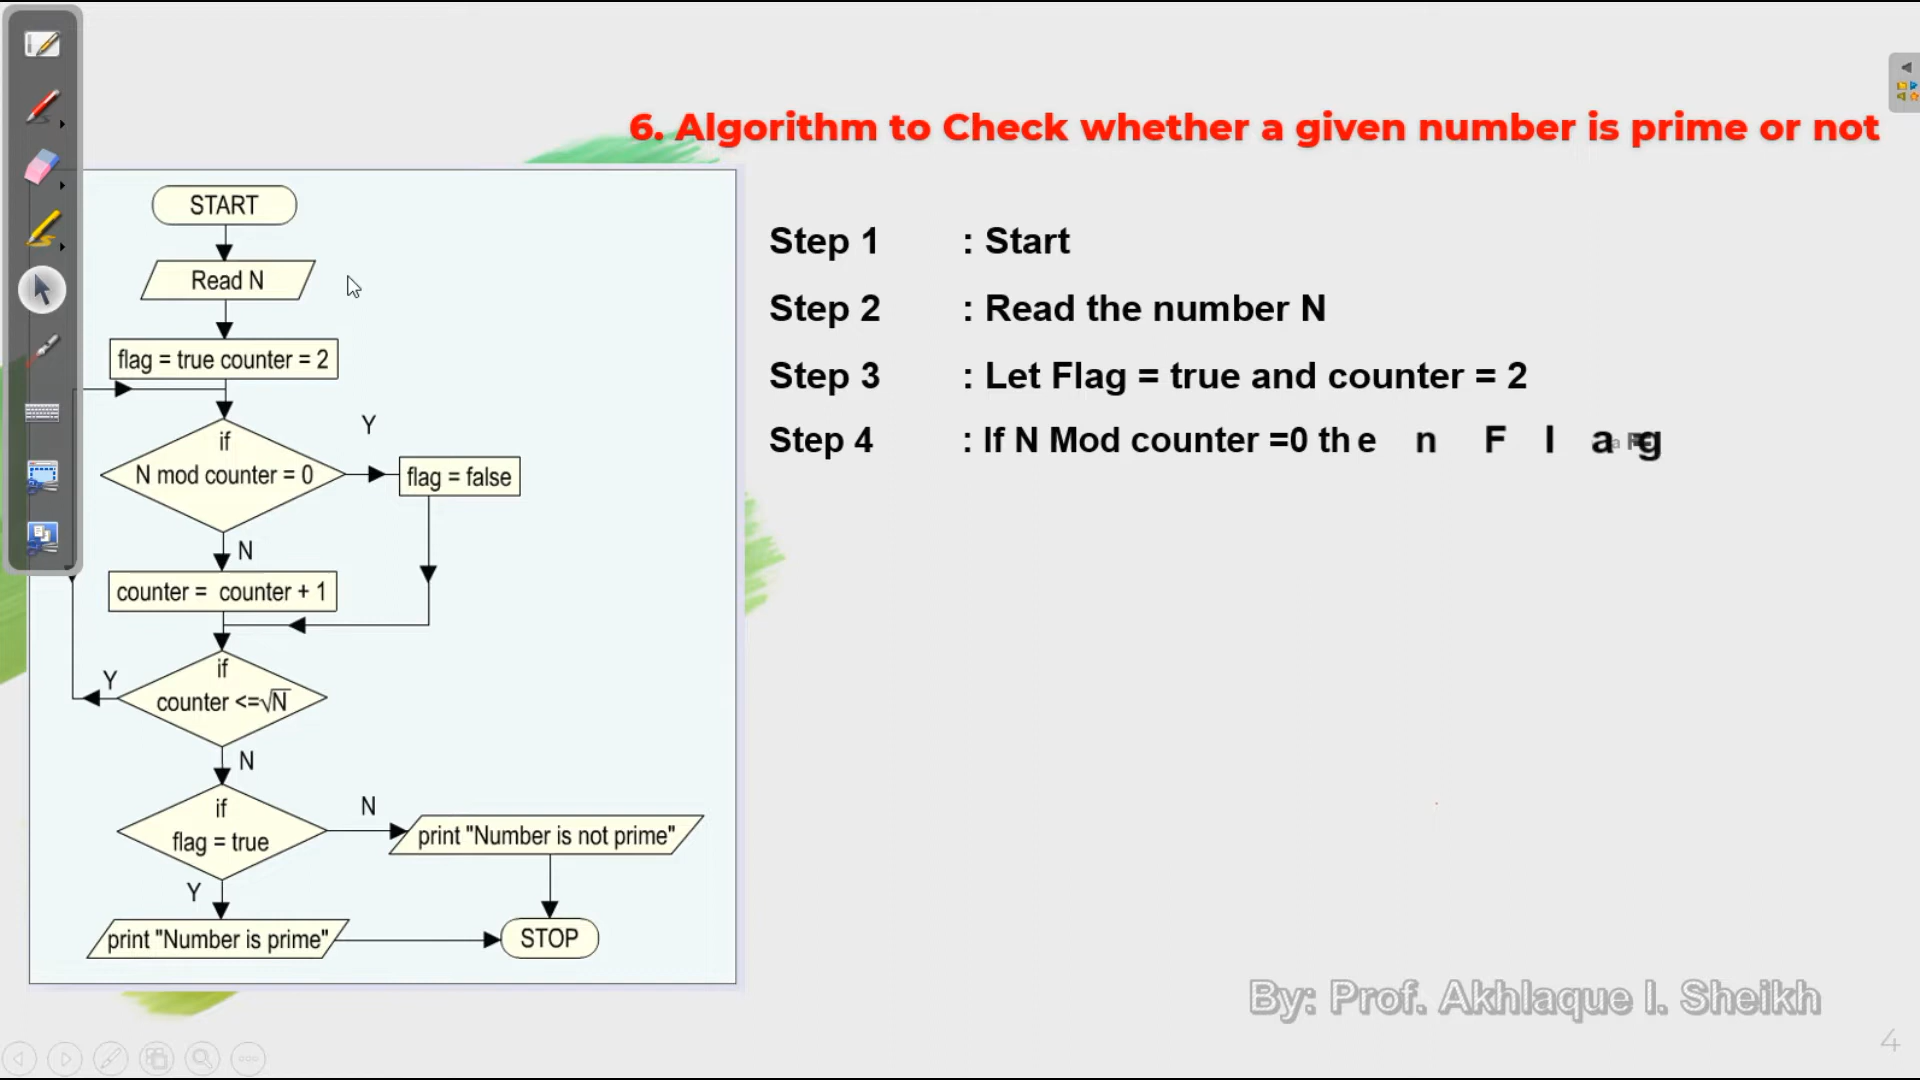 6. Algorithm to Check whether a given number is prime or not
START
Read N
flag = true counter = 2
if
N mod counter = 0
Y
flag = false
N
counter = counter + 1
if
counter <=√N
Y
N
if
flag = true
N
print "Number is not prime"
Y
print "Number is prime"
STOP
Step 1 : Start
Step 2 : Read the number N
Step 3 : Let Flag = true and counter = 2
Step 4 : If N Mod counter =0 then Flag
By: Prof. Akhlaque I. Sheikh
4